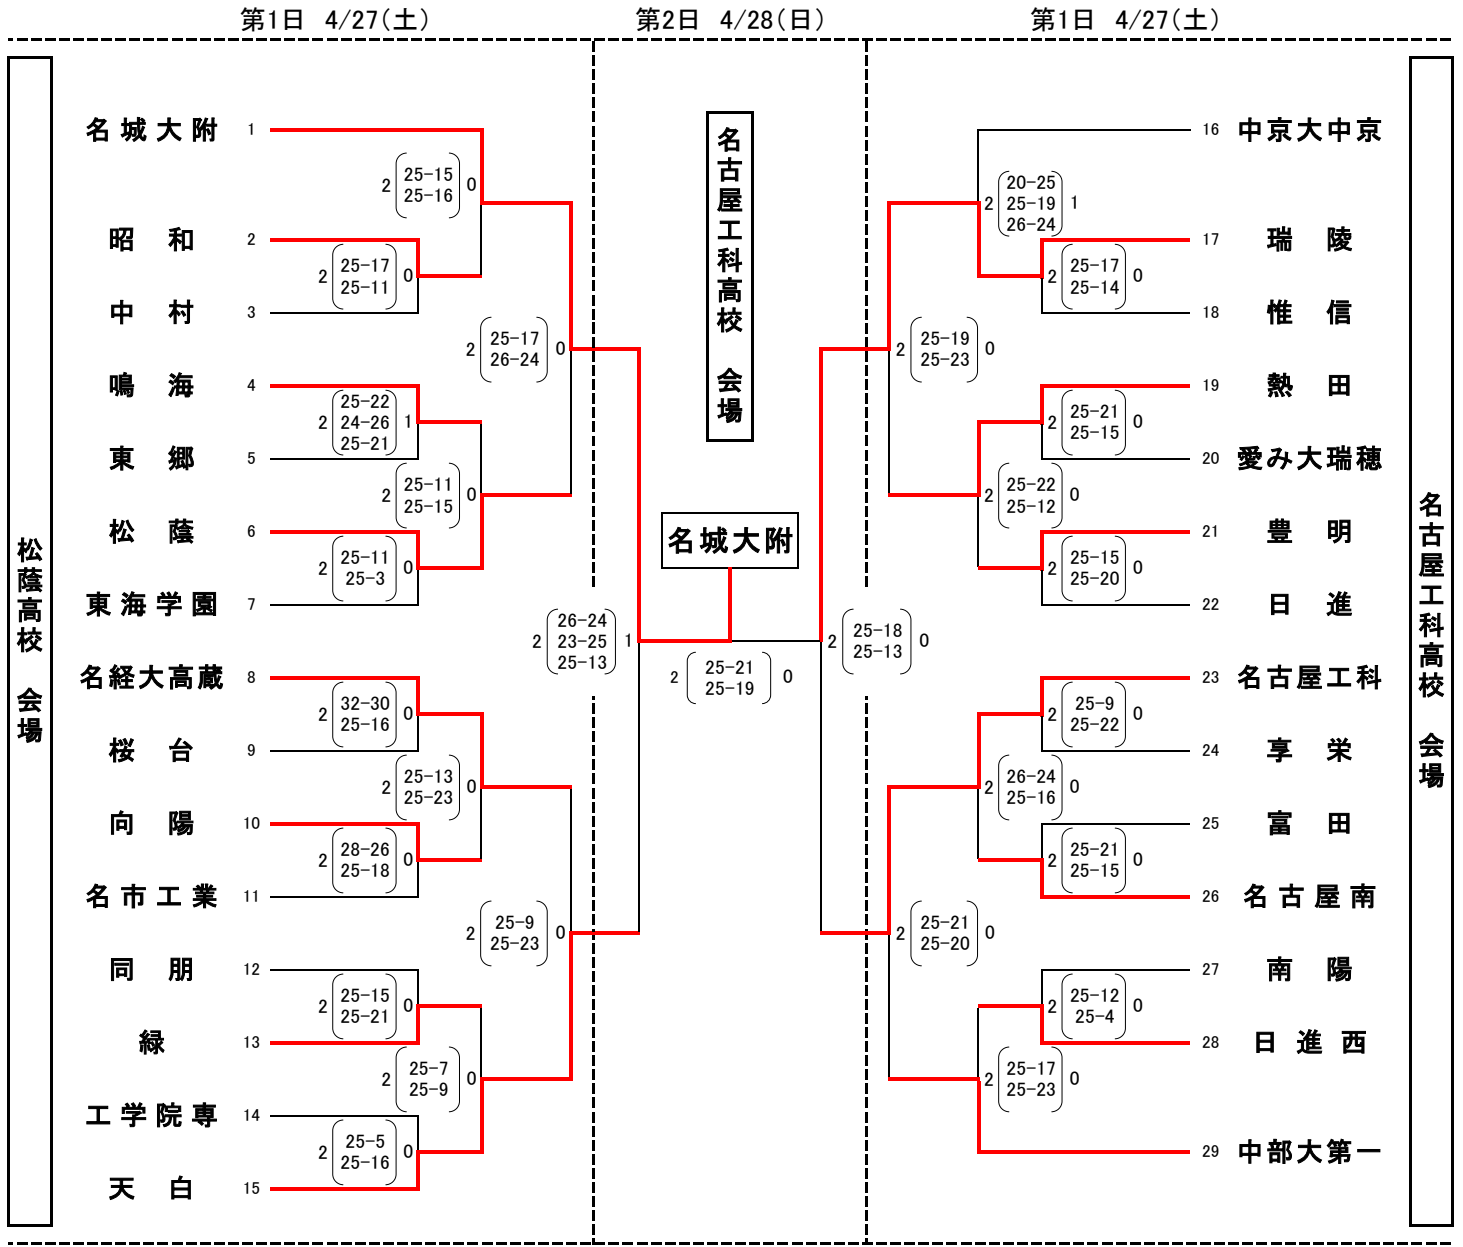 第1日 4/27(土)
第2日 4/28(日)
第1日 4/27(土)
松蔭高校 会場
名城大附 1
2 25-15 25-16 0
昭和 2
2 25-17 25-11 0
中村 3
2 25-17 26-24 0
鳴海 4
2 25-22 24-26 25-21 1
東郷 5
2 25-11 25-15 0
松蔭 6
2 25-11 25-3 0
東海学園 7
2 26-24 23-25 25-13 1
名経大高蔵 8
2 32-30 25-16 0
桜台 9
2 25-13 25-23 0
向陽 10
2 28-26 25-18 0
名市工業 11
2 25-9 25-23 0
同朋 12
2 25-15 25-21 0
緑 13
2 25-7 25-9 0
工学院専 14
2 25-5 25-16 0
天白 15
名古屋工科高校 会場
名城大附
2 25-21 25-19 0
16 中京大中京
2 20-25 25-19 26-24 1
17 瑞陵
2 25-17 25-14 0
18 惟信
2 25-19 25-23 0
19 熱田
2 25-21 25-15 0
20 愛み大瑞穂
2 25-22 25-12 0
21 豊明
2 25-15 25-20 0
22 日進
2 25-18 25-13 0
23 名古屋工科
2 25-9 25-22 0
24 享栄
2 26-24 25-16 0
25 富田
2 25-21 25-15 0
26 名古屋南
2 25-21 25-20 0
27 南陽
2 25-12 25-4 0
28 日進西
2 25-17 25-23 0
29 中部大第一
名古屋工科高校 会場